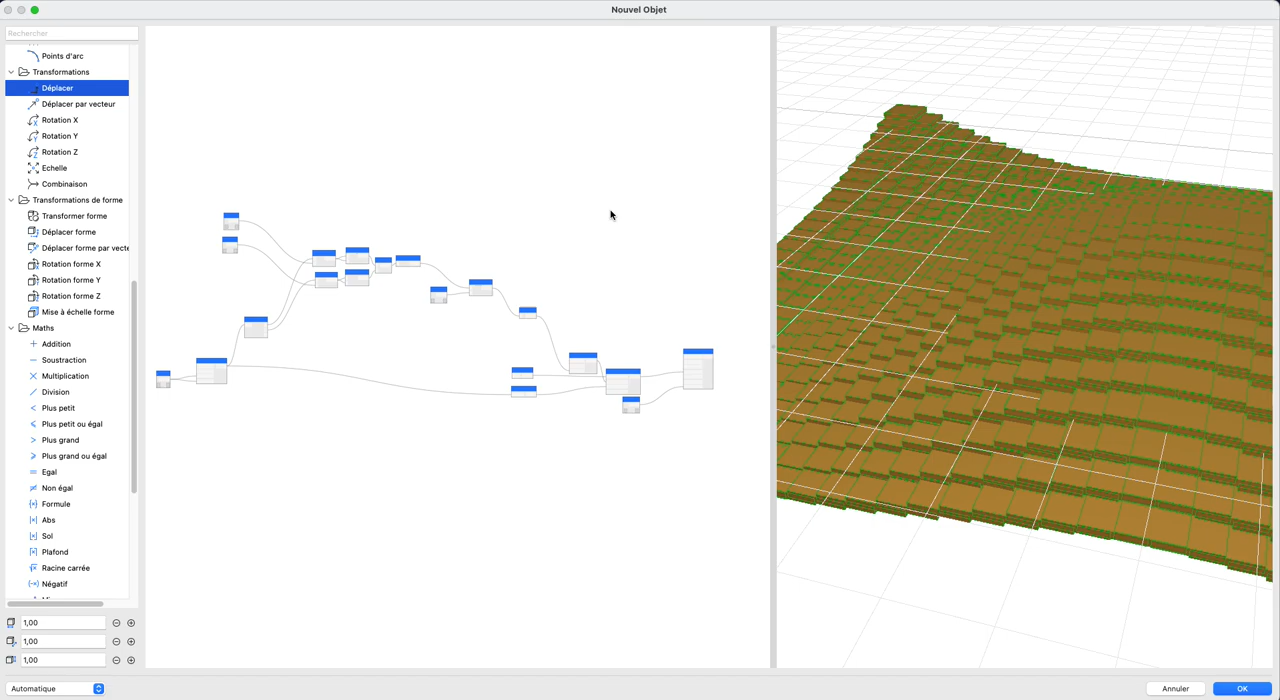 Nouvel Objet
Rechercher
Points d'arc
Transformations
Déplacer
Déplacer par vecteur
Rotation X
Rotation Y
Rotation Z
Echelle
Combinaison
Transformations de forme
Transformer forme
Déplacer forme
Déplacer forme par vecte
Rotation forme X
Rotation forme Y
Rotation forme Z
Mise à échelle forme
Maths
Addition
Soustraction
Multiplication
Division
Plus petit
Plus petit ou égal
Plus grand
Plus grand ou égal
Egal
Non égal
Formule
Abs
Sol
Plafond
Racine carrée
Négatif
1,00
1,00
1,00
Automatique
Annuler
OK